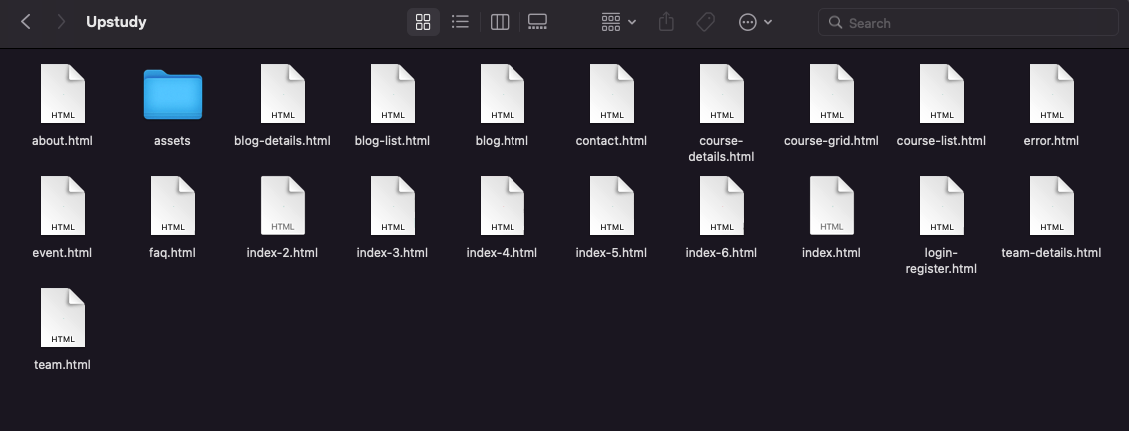 Upstudy
Search
HTML HTML HTML HTML HTML HTML HTML HTML HTML
about.html assets blog-details.html blog-list.html blog.html contact.html course-details.html course-grid.html course-list.html error.html
HTML HTML HTML HTML HTML HTML HTML HTML HTML HTML
event.html faq.html index-2.html index-3.html index-4.html index-5.html index-6.html index.html login-register.html team-details.html
HTML
team.html